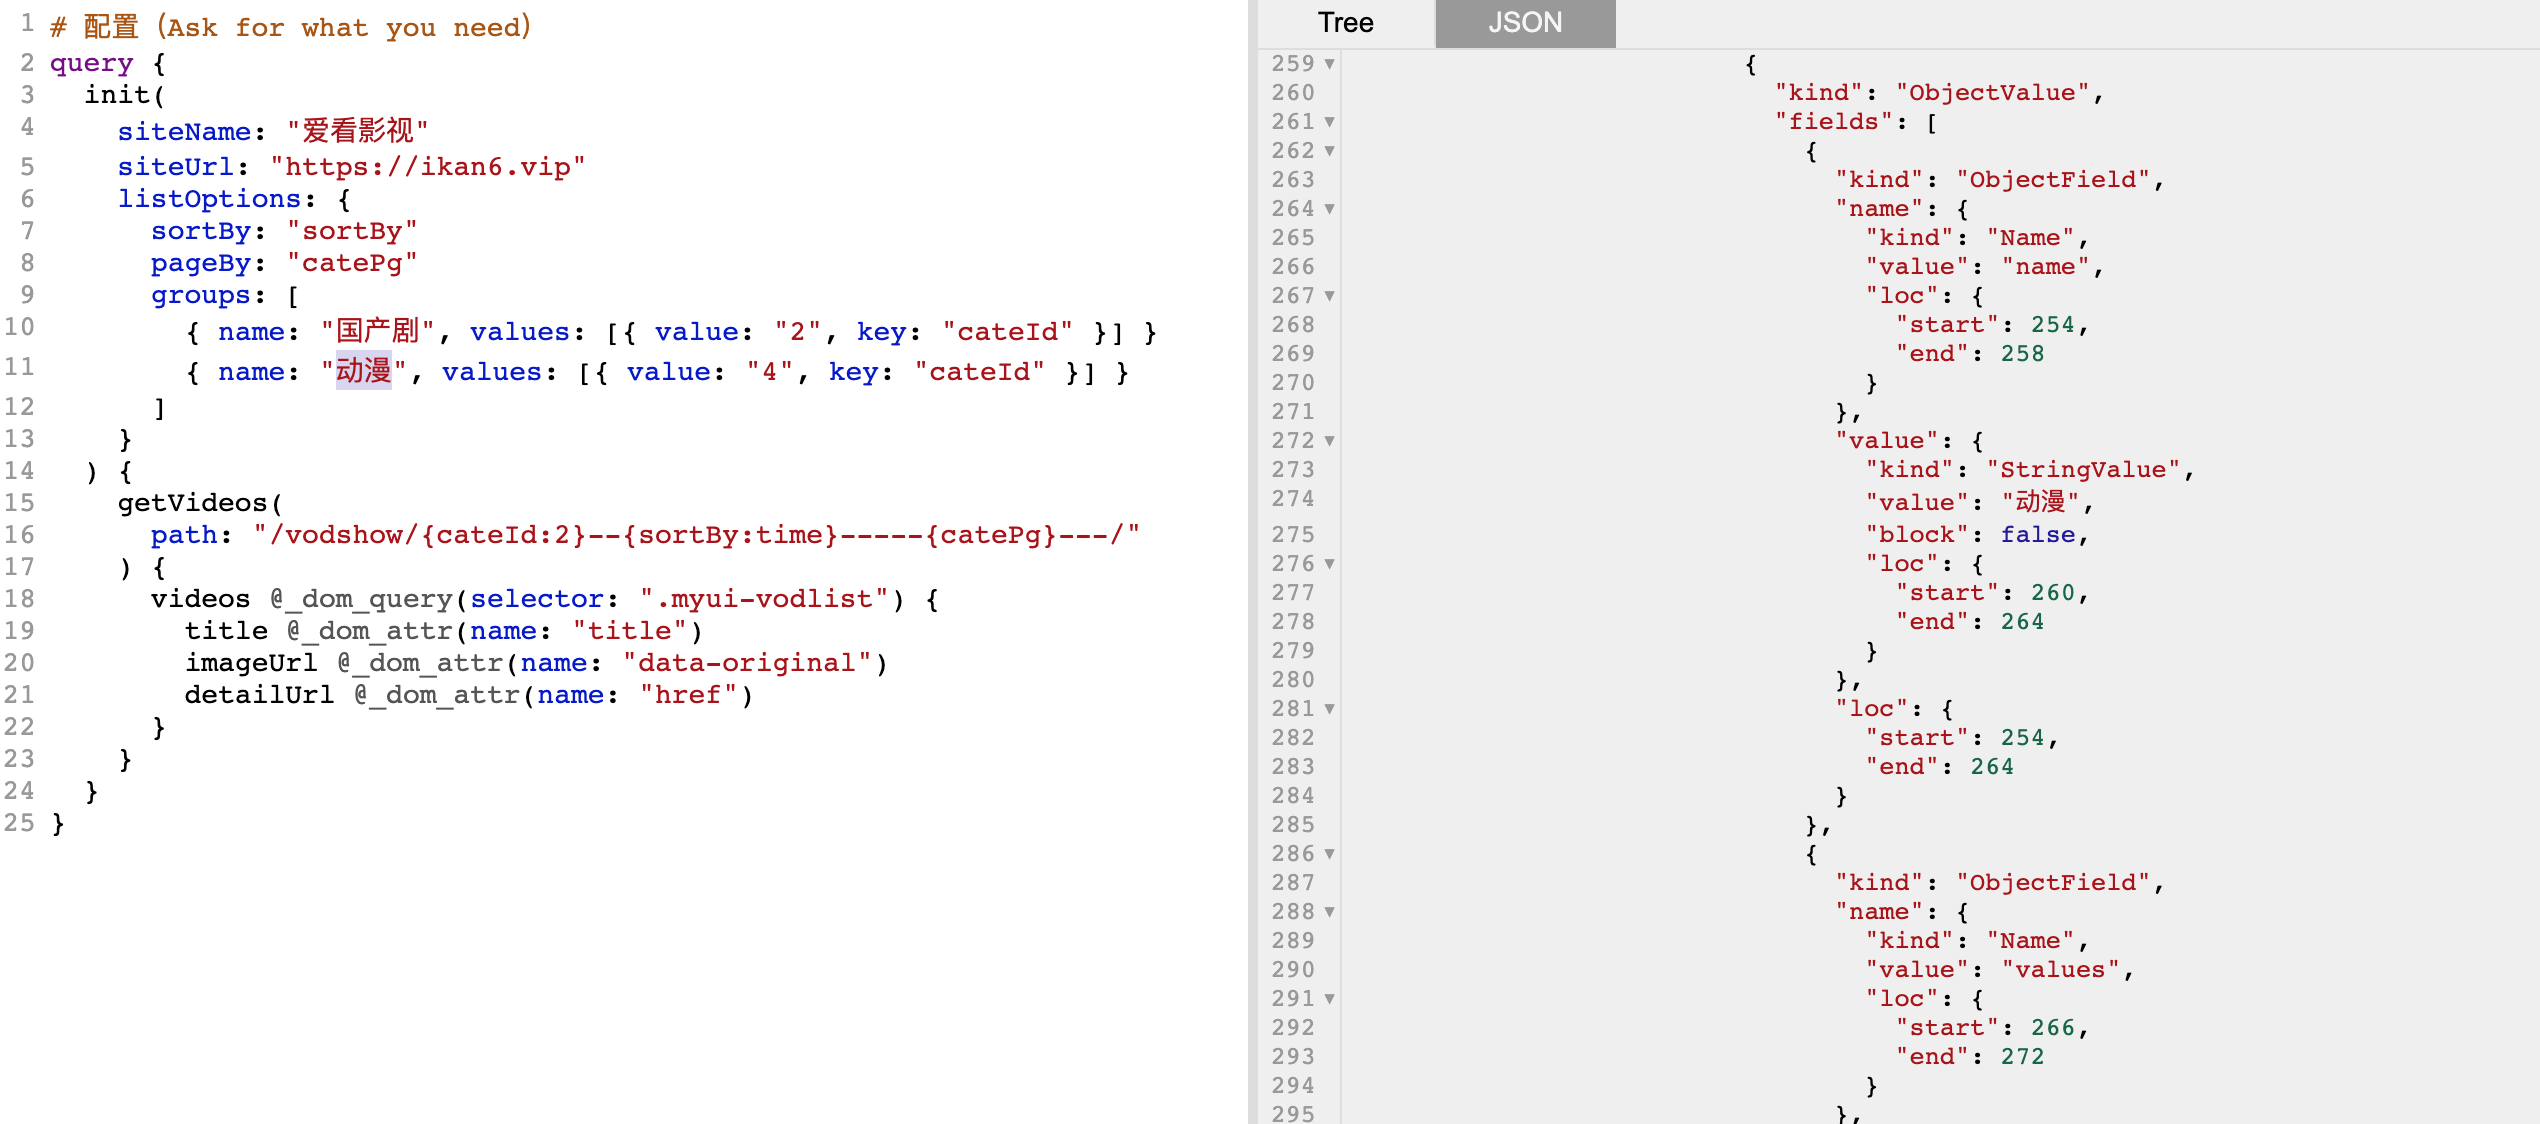 1 # 配置（Ask for what you need）
2 query {
3 init(
4 siteName: "爱看影视"
5 siteUrl: "https://ikan6.vip"
6 listOptions: {
7 sortBy: "sortBy"
8 pageBy: "catePg"
9 groups: [
10 { name: "国产剧", values: [{ value: "2", key: "cateId" }] }
11 { name: "动漫", values: [{ value: "4", key: "cateId" }] }
12 ]
13 }
14 ) {
15 getVideos(
16 path: "/vodshow/{cateId:2}--{sortBy:time}-----{catePg}---/"
17 ) {
18 videos @_dom_query(selector: ".myui-vodlist") {
19 title @_dom_attr(name: "title")
20 imageUrl @_dom_attr(name: "data-original")
21 detailUrl @_dom_attr(name: "href")
22 }
23 }
24 }
25 }
Tree JSON
259 {
260 "kind": "ObjectValue",
261 "fields": [
262 {
263 "kind": "ObjectField",
264 "name": {
265 "kind": "Name",
266 "value": "name",
267 "loc": {
268 "start": 254,
269 "end": 258
270 }
271 },
272 "value": {
273 "kind": "StringValue",
274 "value": "动漫",
275 "block": false,
276 "loc": {
277 "start": 260,
278 "end": 264
279 }
280 },
281 "loc": {
282 "start": 254,
283 "end": 264
284 }
285 },
286 {
287 "kind": "ObjectField",
288 "name": {
289 "kind": "Name",
290 "value": "values",
291 "loc": {
292 "start": 266,
293 "end": 272
294 }
295 },